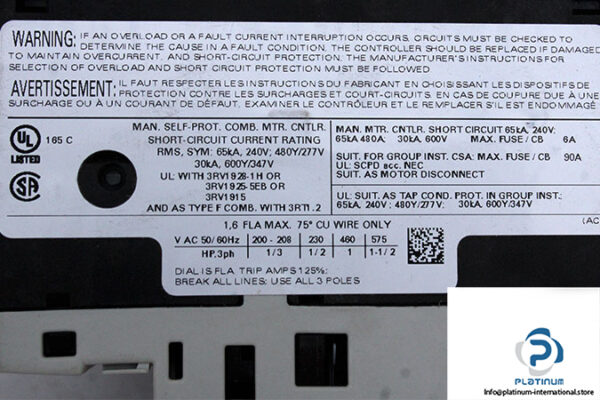 WARNING: IF AN OVERLOAD OR A FAULT CURRENT INTERRUPTION OCCURS, CIRCUITS MUST BE CHECKED TO
DETERMINE THE CAUSE IN A FAULT CONDITION. THE CONTROLLER SHOULD BE REPLACED IF DAMAGED
TO MAINTAIN OVERCURRENT, AND SHORT-CIRCUIT PROTECTION. THE MANUFACTURER'S INSTRUCTIONS FOR
SELECTION OF OVERLOAD AND SHORT CIRCUIT PROTECTION MUST BE FOLLOWED
AVERTISSEMENT: IL FAUT RESPECTER LES INSTRUCTIONS DU FABRICANT EN CHOISISSANT LES DISPOSITIFS DE
PROTECTION CONTRE LES SURCHARGES ET COURT-CIRCUITS. EN CAS DE COUPURE DUE À UNE
SURCHARGE OU À UN COURANT DE DÉFAUT, EXAMINER LE CONTRÔLEUR ET LE REMPLACER S'IL EST ENDOM
UL
LISTED
165 C
SA
MAN. SELF-PROT. COMB. MTR. CNTLR.
SHORT-CIRCUIT CURRENT RATING
RMS, SYM: 65kA, 240V; 480Y/277V
30kA, 600Y/347V
UL: WITH 3RV1928-1H OR
3RV1925-5EB OR
3RV1915
AND AS TYPE F COMB. WITH 3RT1.2
MAN. MTR. CNTLR. SHORT CIRCUIT 65kA, 240V;
65kA 480A; 30kA, 600V MAX. FUSE / CB 6A
SUIT. FOR GROUP INST. CSA: MAX. FUSE / CB 90A
UL: SCPD acc. NEC
SUIT. AS MOTOR DISCONNECT
UL: SUIT. AS TAP COND. PROT. IN GROUP INST.:
65kA, 240V ; 480Y/277V; 30kA, 600Y/347V
(AC
1,6 FLA MAX. 75° CU WIRE ONLY
V AC 50/60Hz 200 - 208 230 460 575
HP.3ph 1/3 1/2 1 1-1/2
DIAL IS FLA. TRIP AMPS 125%:
BREAK ALL LINES: USE ALL 3 POLES
PLATINUM
https://platinum-international.store